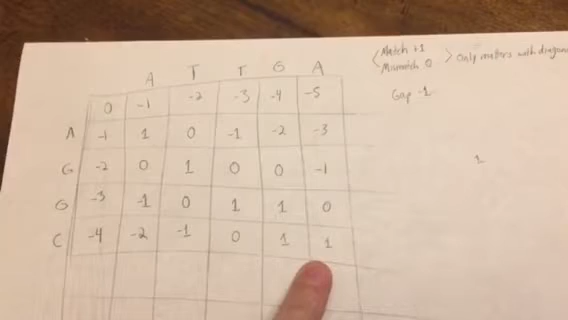 Match +1
Mismatch 0
Only matters with diagona
Gap -1
1
A T T G A
0 -1 -2 -3 -4 -5
A -1 1 0 -1 -2 -3
G -2 0 1 0 0 -1
G -3 -1 0 1 1 0
C -4 -2 -1 0 1 1